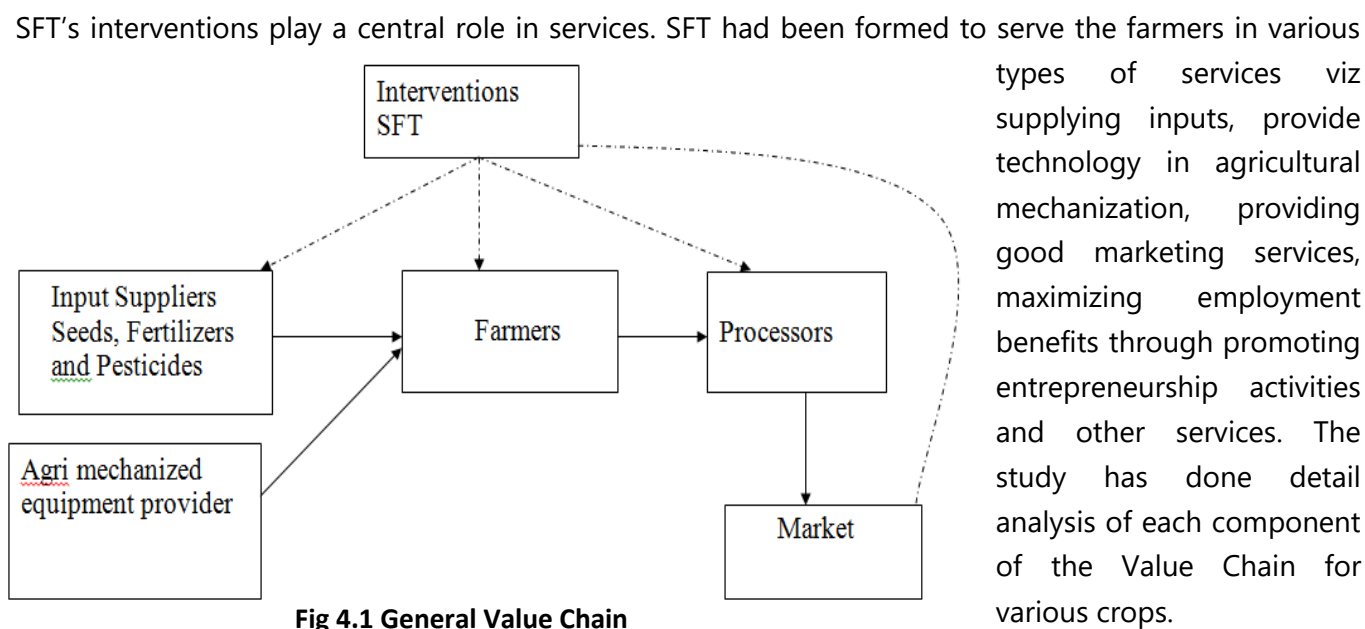 SFT's interventions play a central role in services. SFT had been formed to serve the farmers in various
types of services viz
supplying inputs, provide
technology in agricultural
mechanization, providing
good marketing services,
maximizing employment
benefits through promoting
entrepreneurship activities
and other services. The
study has done detail
analysis of each component
of the Value Chain for
various crops.
Interventions
SFT
Input Suppliers
Seeds, Fertilizers
and Pesticides
Farmers
Processors
Agri mechanized
equipment provider
Market
Fig 4.1 General Value Chain